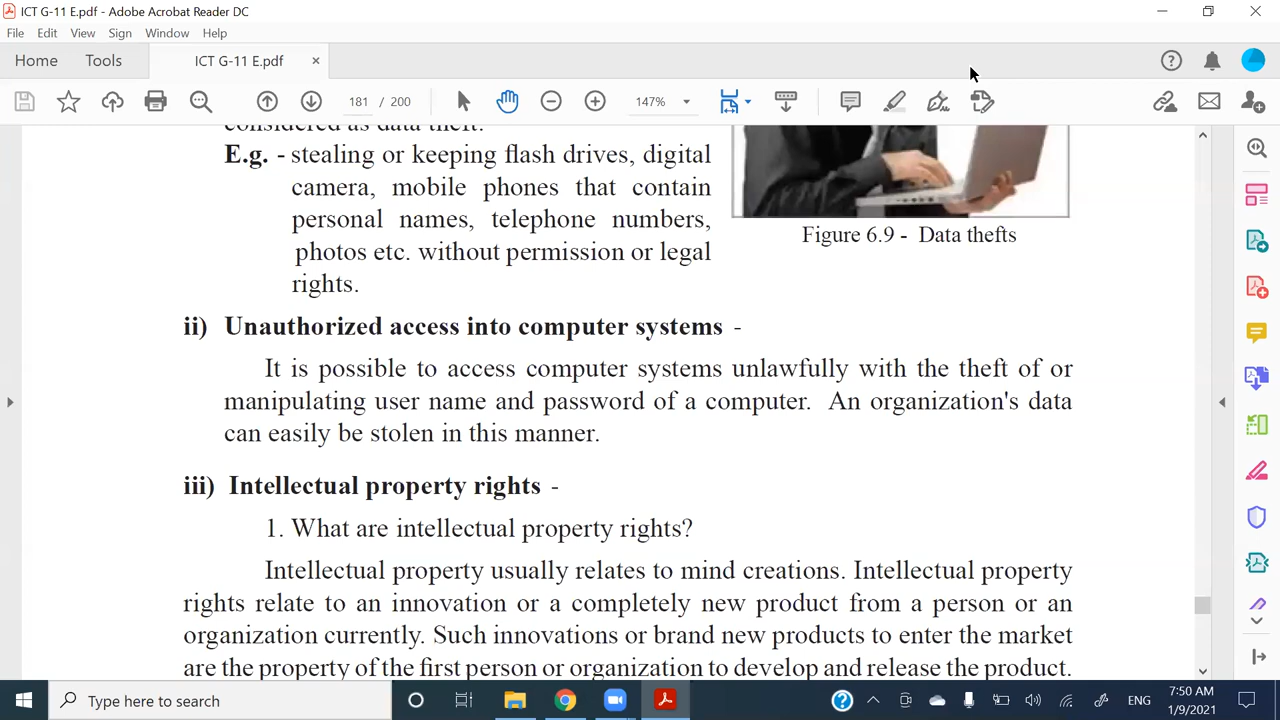 ICT G-11 E.pdf - Adobe Acrobat Reader DC
File Edit View Sign Window Help
Home Tools ICT G-11 E.pdf ×
181 / 200 147%
considered as data theft.
E.g. - stealing or keeping flash drives, digital
camera, mobile phones that contain
personal names, telephone numbers,
photos etc. without permission or legal
rights.
Figure 6.9 - Data thefts
ii) Unauthorized access into computer systems -
It is possible to access computer systems unlawfully with the theft of or
manipulating user name and password of a computer. An organization's data
can easily be stolen in this manner.
iii) Intellectual property rights -
1. What are intellectual property rights?
Intellectual property usually relates to mind creations. Intellectual property
rights relate to an innovation or a completely new product from a person or an
organization currently. Such innovations or brand new products to enter the market
are the property of the first person or organization to develop and release the product.
Type here to search
ENG
7:50 AM
1/9/2021